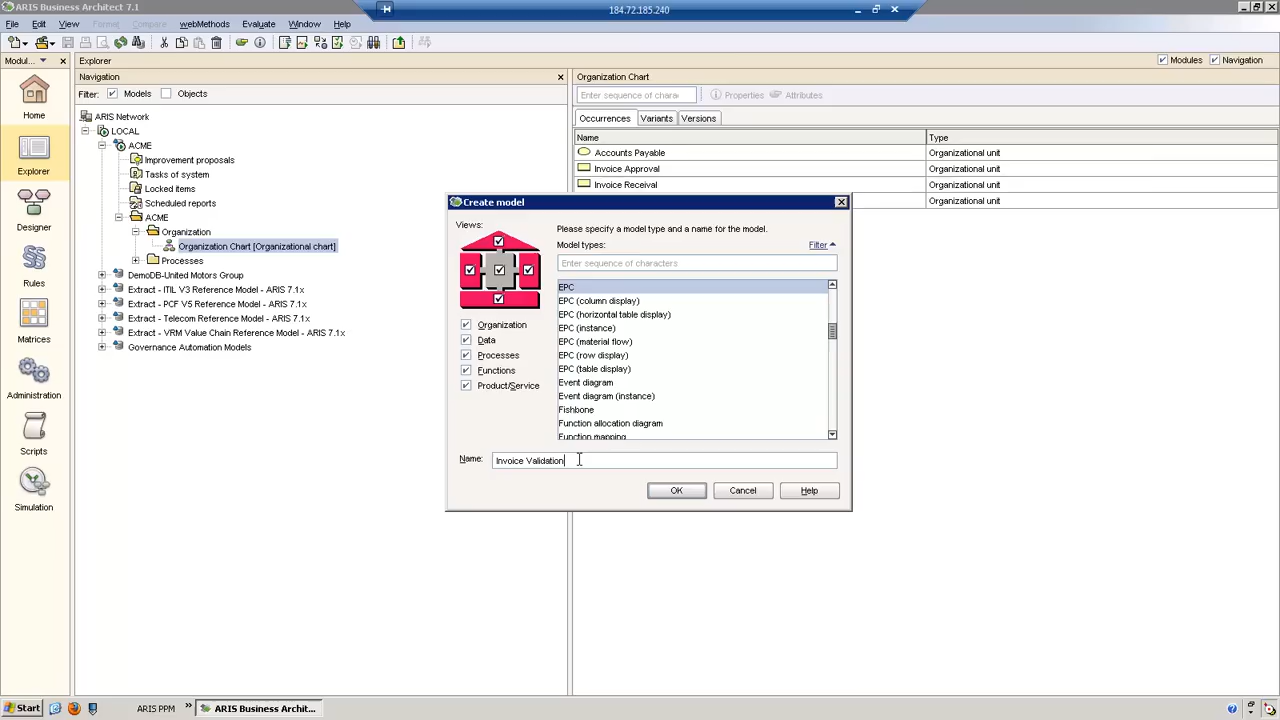 ARIS Business Architect 7.1
184.72.185.240
File Edit View Format Compare webMethods Evaluate Window Help
Modul...
Explorer
Modules
Navigation
Home
Explorer
Designer
Rules
Matrices
Administration
Scripts
Simulation
Navigation
Filter: Models Objects
ARIS Network
LOCAL
ACME
Improvement proposals
Tasks of system
Locked items
Scheduled reports
ACME
Organization
Organization Chart [Organizational chart]
Processes
DemoDB-United Motors Group
Extract - ITIL V3 Reference Model - ARIS 7.1x
Extract - PCF V5 Reference Model - ARIS 7.1x
Extract - Telecom Reference Model - ARIS 7.1x
Extract - VRM Value Chain Reference Model - ARIS 7.1x
Governance Automation Models
Organization Chart
Enter sequence of chara
Properties Attributes
Occurrences Variants Versions
Name Type
Accounts Payable Organizational unit
Invoice Approval Organizational unit
Invoice Receival Organizational unit
Organizational unit
Create model
Views:
Organization
Data
Processes
Functions
Product/Service
Please specify a model type and a name for the model.
Model types: Filter
Enter sequence of characters
EPC
EPC (column display)
EPC (horizontal table display)
EPC (instance)
EPC (material flow)
EPC (row display)
EPC (table display)
Event diagram
Event diagram (instance)
Fishbone
Function allocation diagram
Function mapping
Name: Invoice Validation
OK Cancel Help
Start ARIS PPM » ARIS Business Archit...